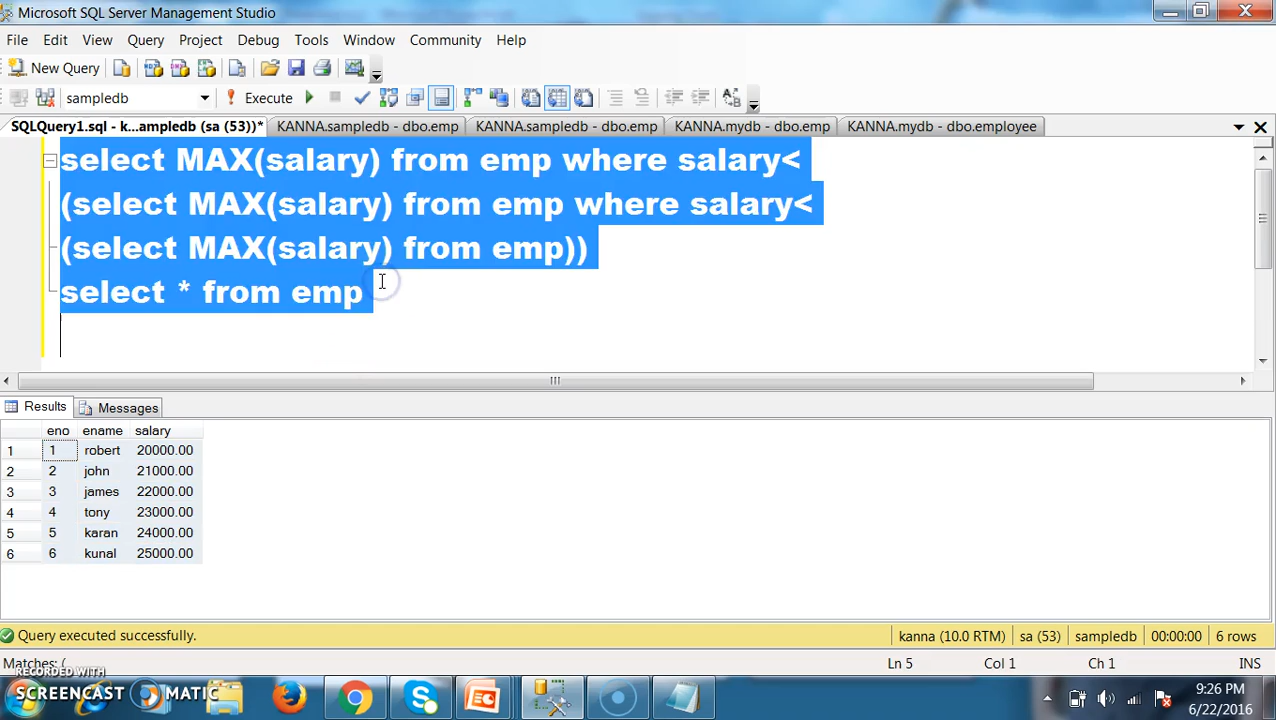 Microsoft SQL Server Management Studio
File Edit View Query Project Debug Tools Window Community Help
New Query
sampledb Execute
SQLQuery1.sql - k...ampledb (sa (53))* KANNA.sampledb - dbo.emp KANNA.sampledb - dbo.emp KANNA.mydb - dbo.emp KANNA.mydb - dbo.employee
select MAX(salary) from emp where salary<
(select MAX(salary) from emp where salary<
(select MAX(salary) from emp))
select * from emp
Results Messages
eno ename salary
1 1 robert 20000.00
2 2 john 21000.00
3 3 james 22000.00
4 4 tony 23000.00
5 5 karan 24000.00
6 6 kunal 25000.00
Query executed successfully. kanna (10.0 RTM) sa (53) sampledb 00:00:00 6 rows
Matches: ( Ln 5 Col 1 Ch 1 INS
RECORDED WITH
SCREENCAST MATIC
9:26 PM
6/22/2016